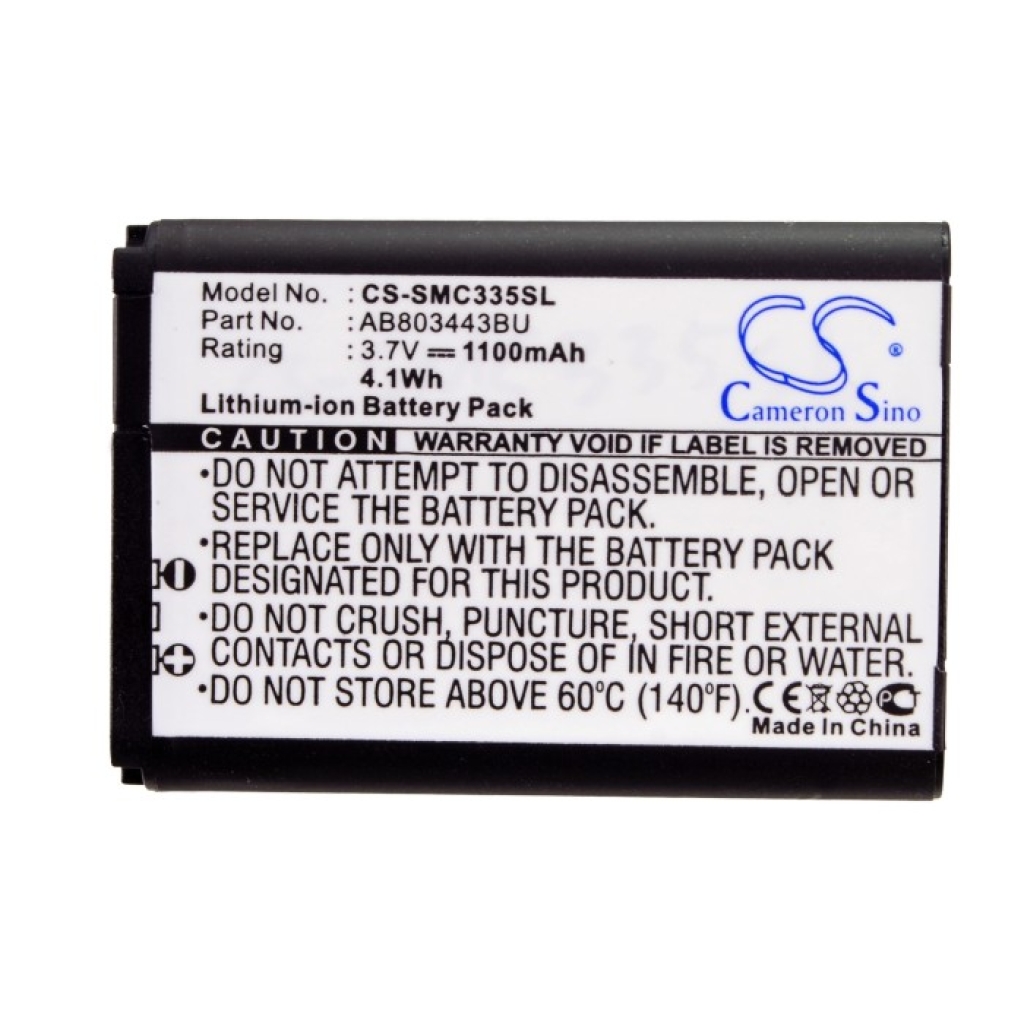 Model No. : CS-SMC335SL
Part No. : AB803443BU
Rating : 3.7V 1100mAh
4.1Wh
Lithium-ion Battery Pack
CS ®
Cameron Sino
CAUTION WARRANTY VOID IF LABEL IS REMOVED
•DO NOT ATTEMPT TO DISASSEMBLE, OPEN OR
SERVICE THE BATTERY PACK.
•REPLACE ONLY WITH THE BATTERY PACK
DESIGNATED FOR THIS PRODUCT.
•DO NOT CRUSH, PUNCTURE, SHORT EXTERNAL
CONTACTS OR DISPOSE OF IN FIRE OR WATER.
•DO NOT STORE ABOVE 60°C (140°F). CE PC
Made In China